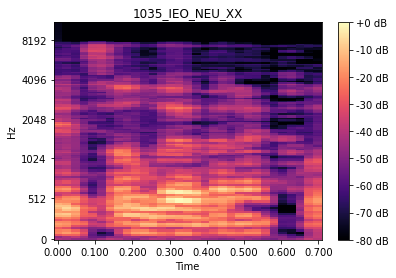 1035_IEO_NEU_XX
+0 dB
8192
-10 dB
4096
-20 dB
-30 dB
2048
-40 dB
Hz
1024
-50 dB
-60 dB
512
-70 dB
0
-80 dB
0.000 0.100 0.200 0.300 0.400 0.500 0.600 0.700
Time